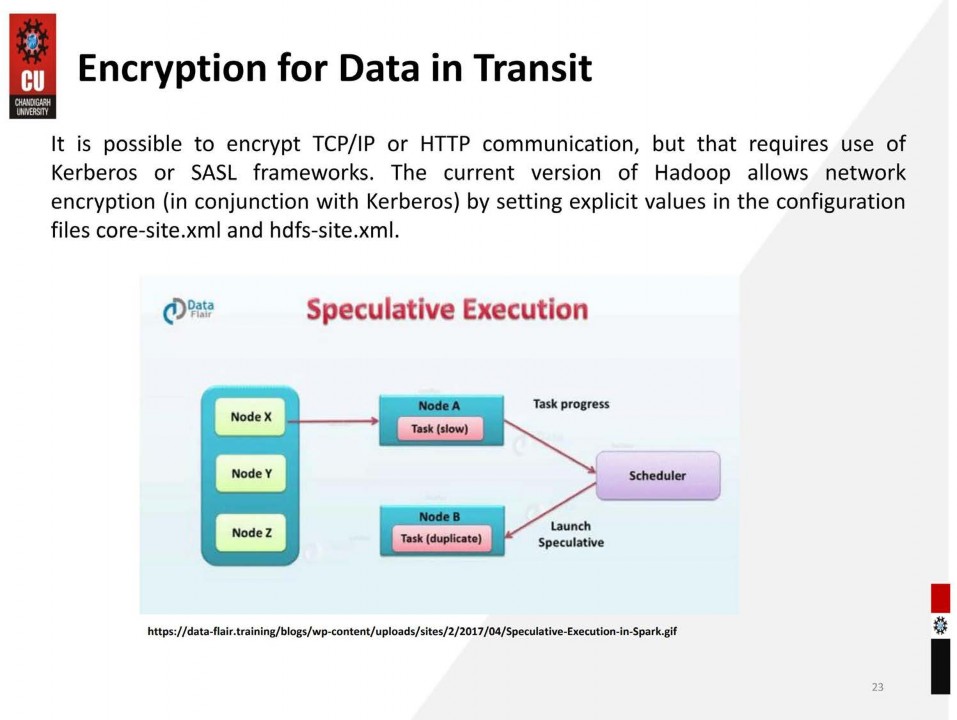 CU
CHANDIGARH
UNIVERSITY
Encryption for Data in Transit
It is possible to encrypt TCP/IP or HTTP communication, but that requires use of
Kerberos or SASL frameworks. The current version of Hadoop allows network
encryption (in conjunction with Kerberos) by setting explicit values in the configuration
files core-site.xml and hdfs-site.xml.
Data
Flair
Speculative Execution
Node X
Node Y
Node Z
Node A
Task (slow)
Task progress
Scheduler
Node B
Task (duplicate)
Launch
Speculative
https://data-flair.training/blogs/wp-content/uploads/sites/2/2017/04/Speculative-Execution-in-Spark.gif
23